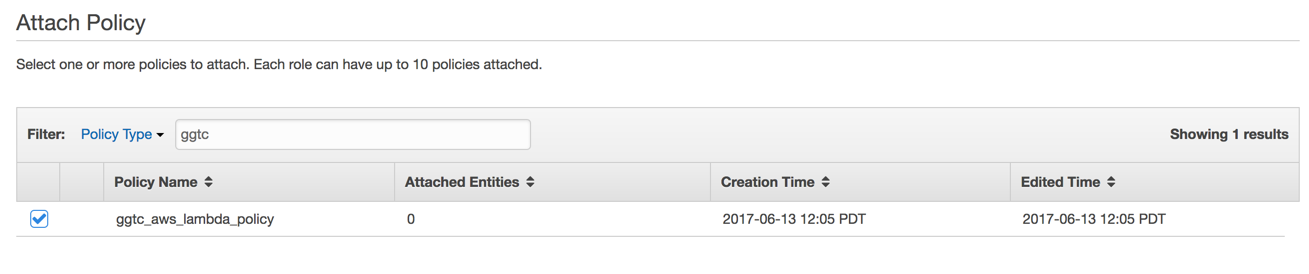 Attach Policy
Select one or more policies to attach. Each role can have up to 10 policies attached.
Filter: Policy Type ggtc Showing 1 results
Policy Name Attached Entities Creation Time Edited Time
ggtc_aws_lambda_policy 0 2017-06-13 12:05 PDT 2017-06-13 12:05 PDT